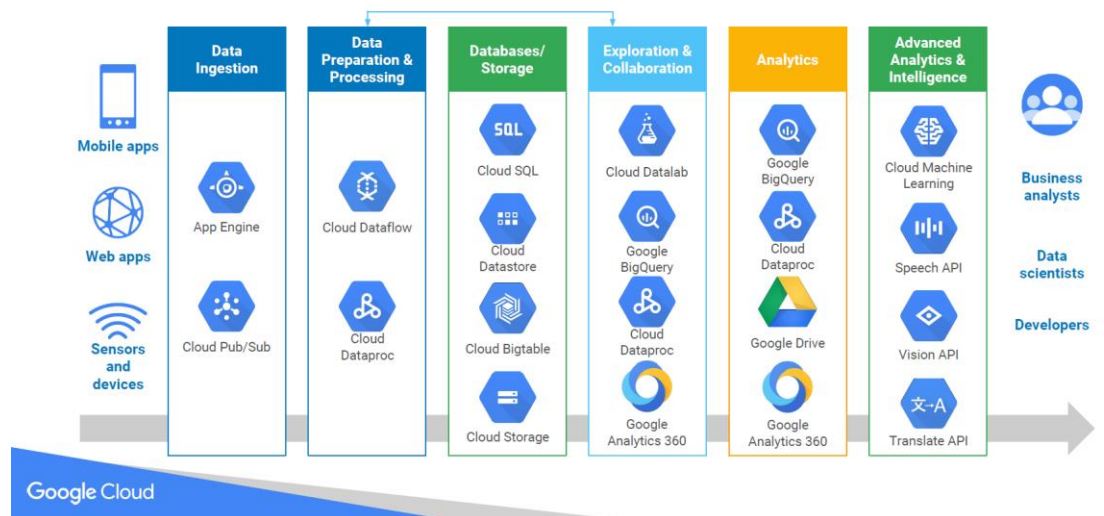 Mobile apps
Web apps
Sensors
and
devices
Data
Ingestion
App Engine
Cloud Pub/Sub
Data
Preparation &
Processing
Cloud Dataflow
Cloud
Dataproc
Databases/
Storage
SQL
Cloud SQL
Cloud
Datastore
Cloud Bigtable
Cloud Storage
Exploration &
Collaboration
Cloud Datalab
Google
BigQuery
Cloud
Dataproc
Google
Analytics 360
Analytics
Google
BigQuery
Cloud
Dataproc
Google Drive
Google
Analytics 360
Advanced
Analytics &
Intelligence
Cloud Machine
Learning
Speech API
Vision API
文→A
Translate API
Business
analysts
Data
scientists
Developers
Google Cloud